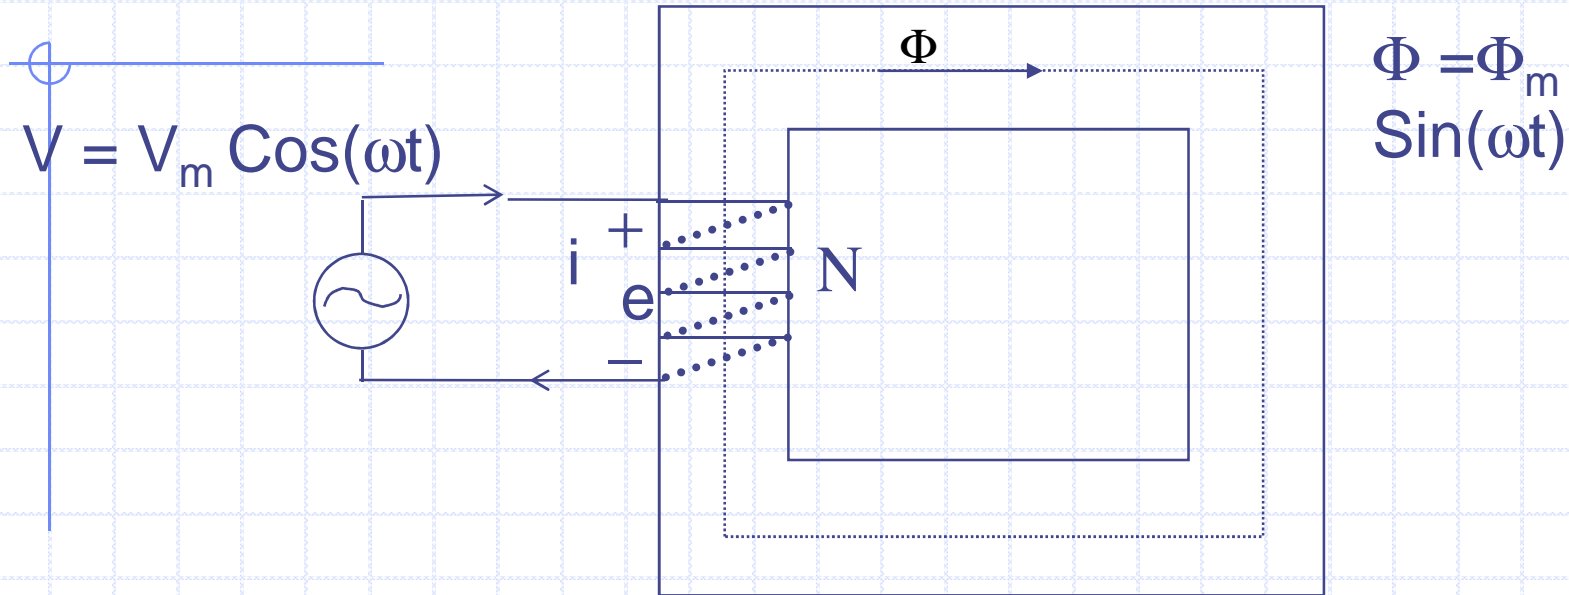 Φ
Φ =Φm
Sin(ωt)
V = Vm Cos(ωt)
+
i
N
e
−